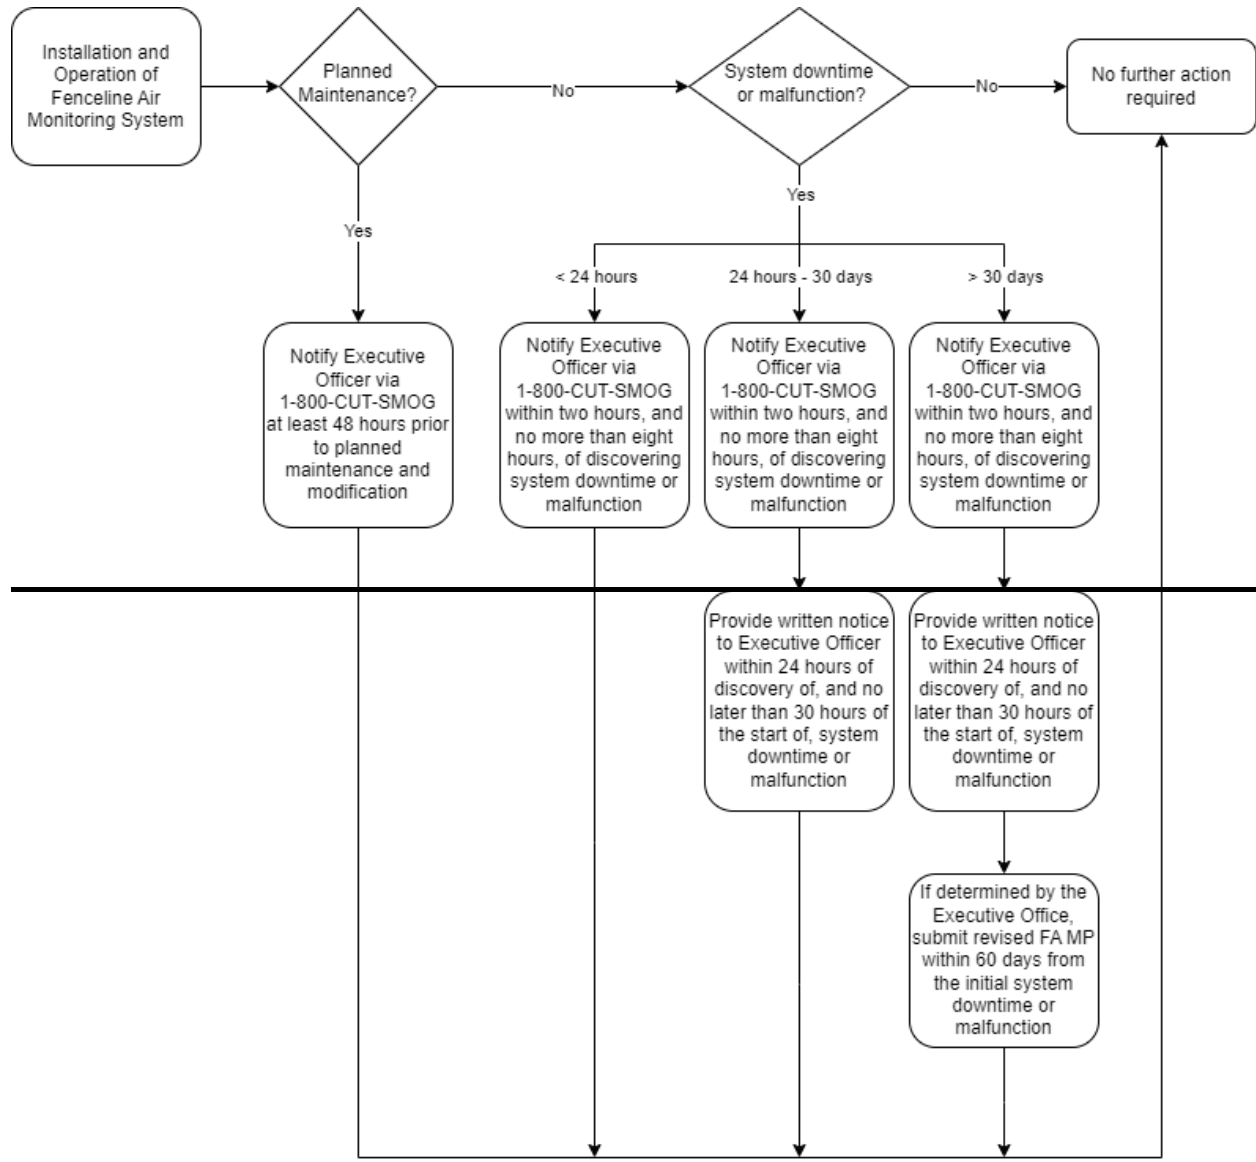 Installation and
Operation of
Fenceline Air
Monitoring System
Planned
Maintenance?
No
System downtime
or malfunction?
No
No further action
required
Yes
Yes
< 24 hours
24 hours - 30 days
> 30 days
Notify Executive
Officer via
1-800-CUT-SMOG
at least 48 hours prior
to planned
maintenance and
modification
Notify Executive
Officer via
1-800-CUT-SMOG
within two hours, and
no more than eight
hours, of discovering
system downtime or
malfunction
Notify Executive
Officer via
1-800-CUT-SMOG
within two hours, and
no more than eight
hours, of discovering
system downtime or
malfunction
Notify Executive
Officer via
1-800-CUT-SMOG
within two hours, and
no more than eight
hours, of discovering
system downtime or
malfunction
Provide written notice
to Executive Officer
within 24 hours of
discovery of, and no
later than 30 hours of
the start of, system
downtime or
malfunction
Provide written notice
to Executive Officer
within 24 hours of
discovery of, and no
later than 30 hours of
the start of, system
downtime or
malfunction
If determined by the
Executive Office,
submit revised FAMP
within 60 days from
the initial system
downtime or
malfunction